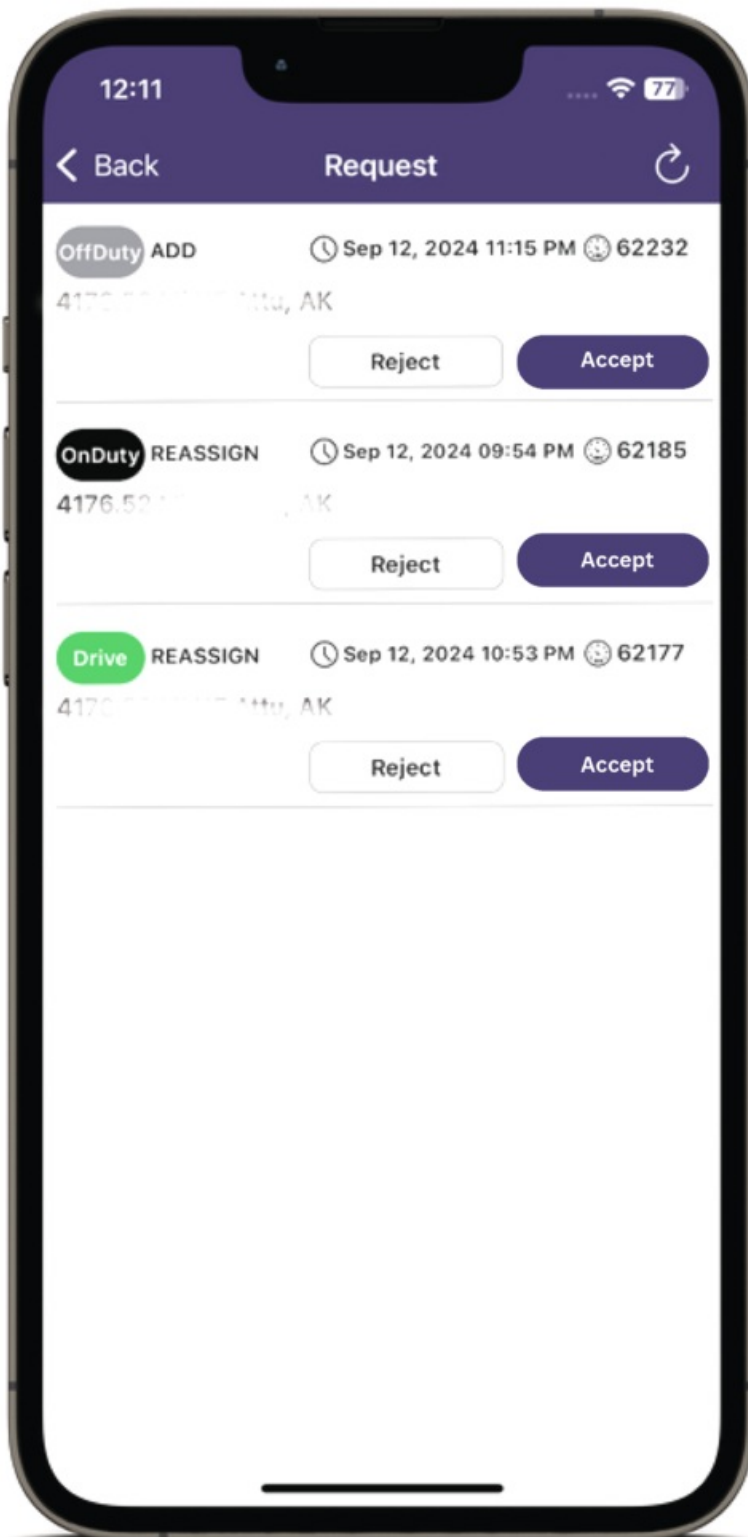 12:11 77
Back Request
OffDuty ADD Sep 12, 2024 11:15 PM 62232
AK
Reject Accept
OnDuty REASSIGN Sep 12, 2024 09:54 PM 62185
AK
Reject Accept
Drive REASSIGN Sep 12, 2024 10:53 PM 62177
Attu, AK
Reject Accept